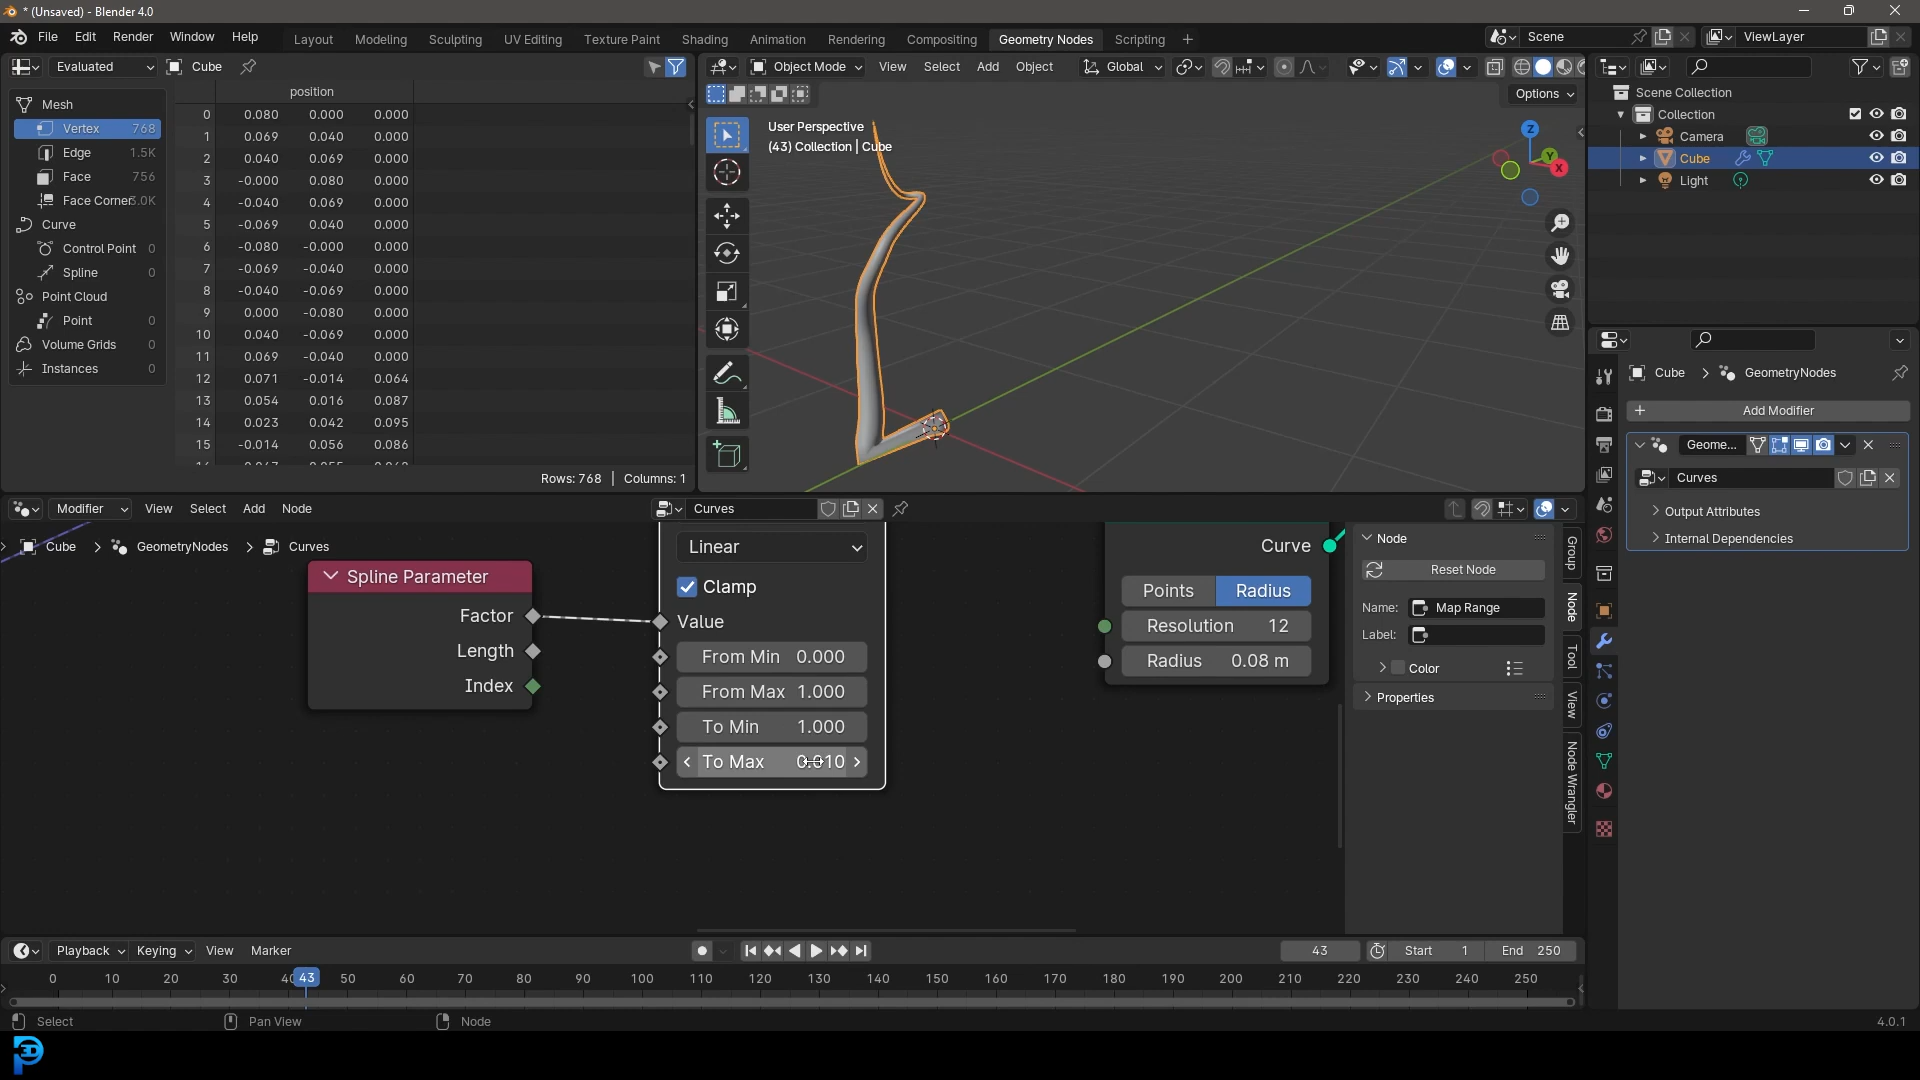 * (Unsaved) - Blender 4.0
File Edit Render Window Help Layout Modeling Sculpting UV Editing Texture Paint Shading Animation Rendering Compositing Geometry Nodes Scripting + Scene ViewLayer
Evaluated Cube
Object Mode View Select Add Object Global
Options
position
Mesh
Vertex 768
Edge 1.5K
Face 756
Face Corner 3.0K
Curve
Control Point 0
Spline 0
Point Cloud
Point 0
Volume Grids 0
Instances 0
0 0.080 0.000 0.000
1 0.069 0.040 0.000
2 0.040 0.069 0.000
3 -0.000 0.080 0.000
4 -0.040 0.069 0.000
5 -0.069 0.040 0.000
6 -0.080 -0.000 0.000
7 -0.069 -0.040 0.000
8 -0.040 -0.069 0.000
9 0.000 -0.080 0.000
10 0.040 -0.069 0.000
11 0.069 -0.040 0.000
12 0.071 -0.014 0.064
13 0.054 0.016 0.087
14 0.023 0.042 0.095
15 -0.014 0.056 0.086
Rows: 768 | Columns: 1
User Perspective
(43) Collection | Cube
Z
Y
X
Scene Collection
Collection
Camera
Cube
Light
Cube > GeometryNodes
+ Add Modifier
Geome...
Curves
Output Attributes
Internal Dependencies
Modifier View Select Add Node Curves
Cube > GeometryNodes > Curves
Spline Parameter
Factor
Length
Index
Linear
Clamp
Value
From Min 0.000
From Max 1.000
To Min 1.000
To Max 0.010
Curve
Points Radius
Resolution 12
Radius 0.08 m
Node
Reset Node
Name: Map Range
Label:
Color
Properties
Group
Node
Tool
View
Node Wrangler
Playback Keying View Marker 43 Start 1 End 250
0 10 20 30 40 43 50 60 70 80 90 100 110 120 130 140 150 160 170 180 190 200 210 220 230 240 250
Select Pan View Node 4.0.1